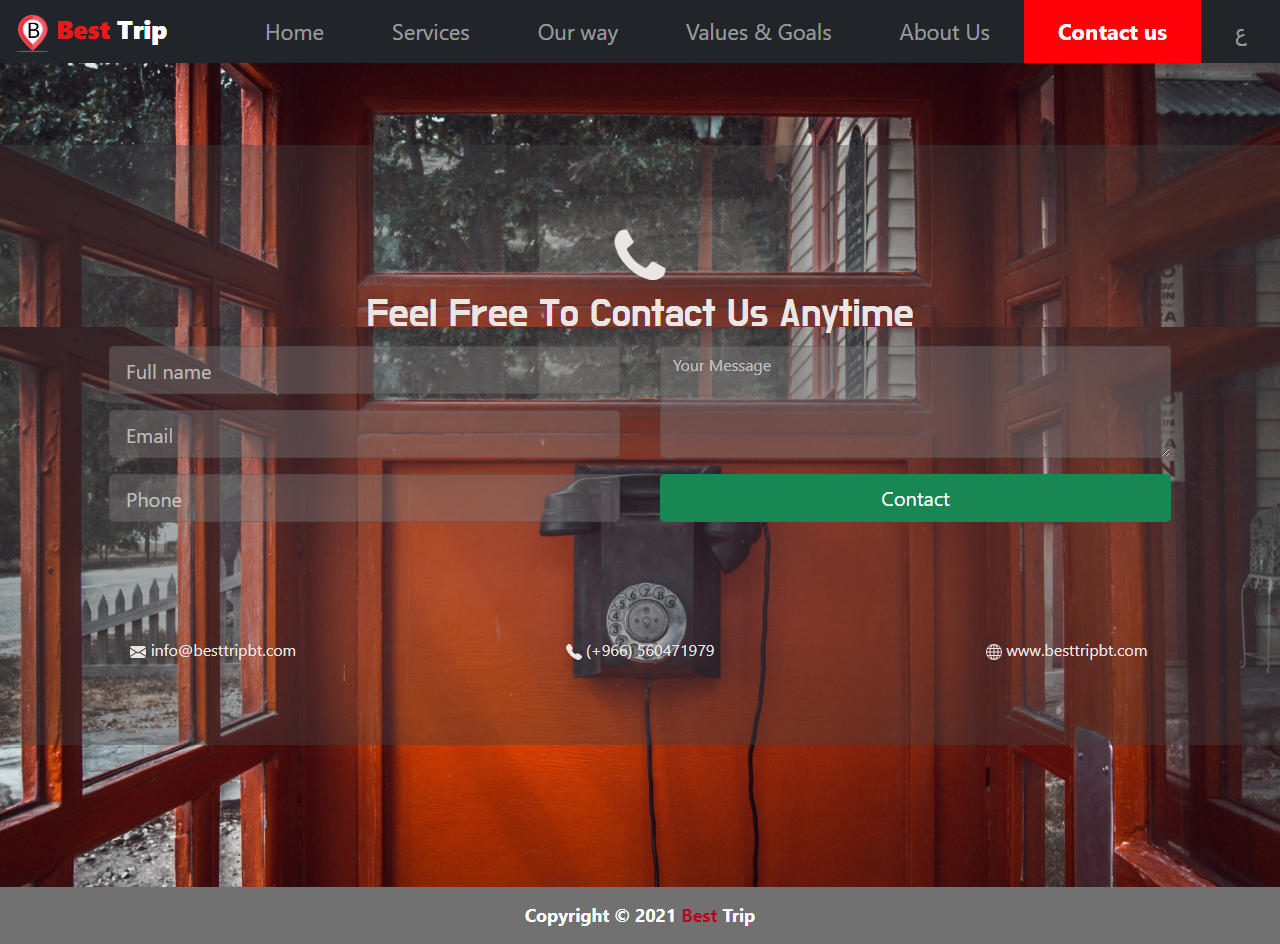 B Best Trip Home Services Our way Values & Goals About Us Contact us ع
Feel Free To Contact Us Anytime
Full name
Your Message
Email
Phone
Contact
info@besttripbt.com (+966) 560471979 www.besttripbt.com
Copyright © 2021 Best Trip